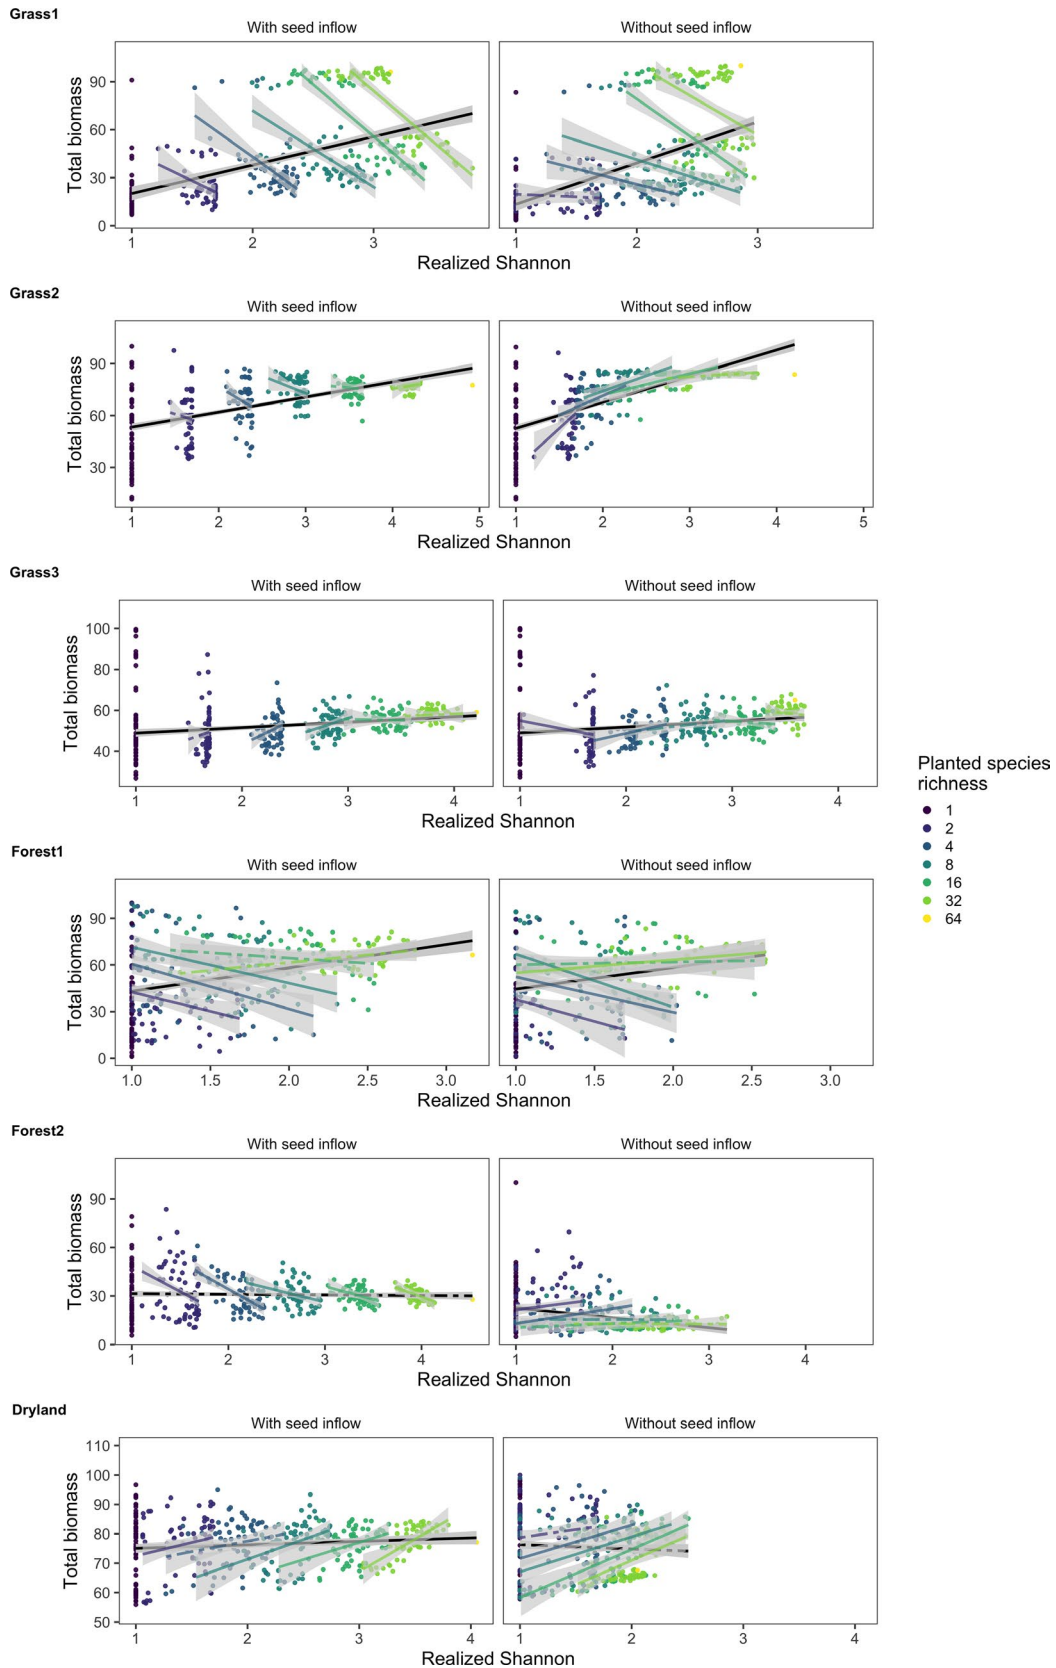 Grass1
With seed inflow Without seed inflow
90
60
30
0
Total biomass
1 2 3 1 2 3
Realized Shannon
Grass2
With seed inflow Without seed inflow
90
60
30
Total biomass
1 2 3 4 5 1 2 3 4 5
Realized Shannon
Grass3
With seed inflow Without seed inflow
100
80
60
40
Total biomass
1 2 3 4 1 2 3 4
Realized Shannon
Planted species
richness
1
2
4
8
16
32
64
Forest1
With seed inflow Without seed inflow
90
60
30
0
Total biomass
1.0 1.5 2.0 2.5 3.0 1.0 1.5 2.0 2.5 3.0
Realized Shannon
Forest2
With seed inflow Without seed inflow
90
60
30
0
Total biomass
1 2 3 4 1 2 3 4
Realized Shannon
Dryland
With seed inflow Without seed inflow
110
100
90
80
70
60
50
Total biomass
1 2 3 4 1 2 3 4
Realized Shannon